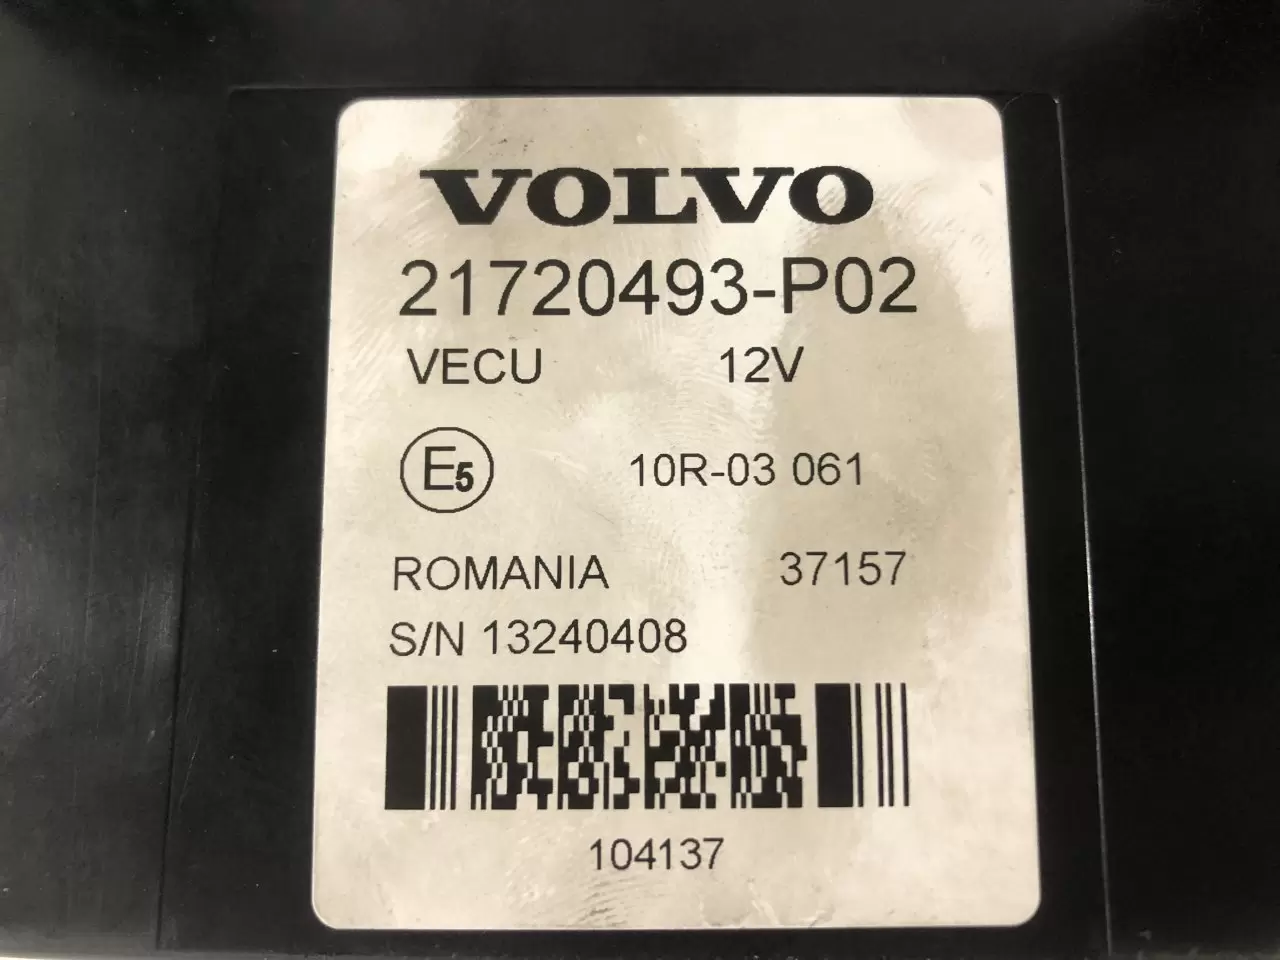 VOLVO
21720493-P02
VECU 12V
E5 10R-03 061
ROMANIA 37157
S/N 13240408
104137